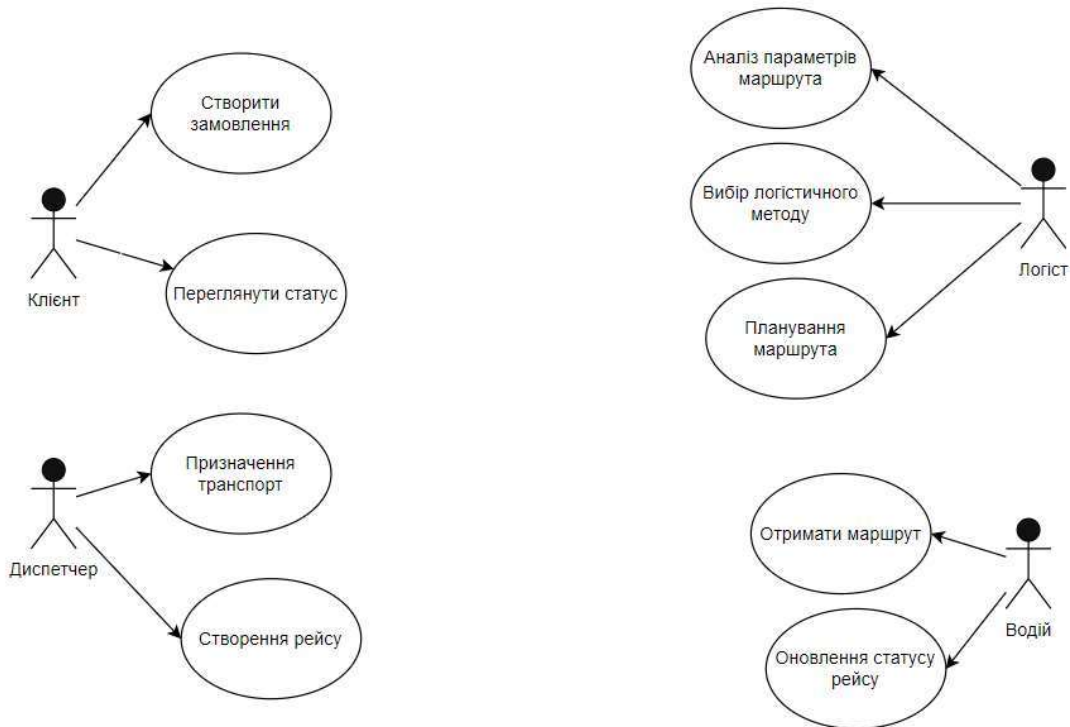 Створити
замовлення
Клієнт
Переглянути статус
Призначення
транспорт
Диспетчер
Створення рейсу
Аналіз параметрів
маршрута
Вибір логістичного
методу
Логіст
Планування
маршрута
Отримати маршрут
Водій
Оновлення статусу
рейсу